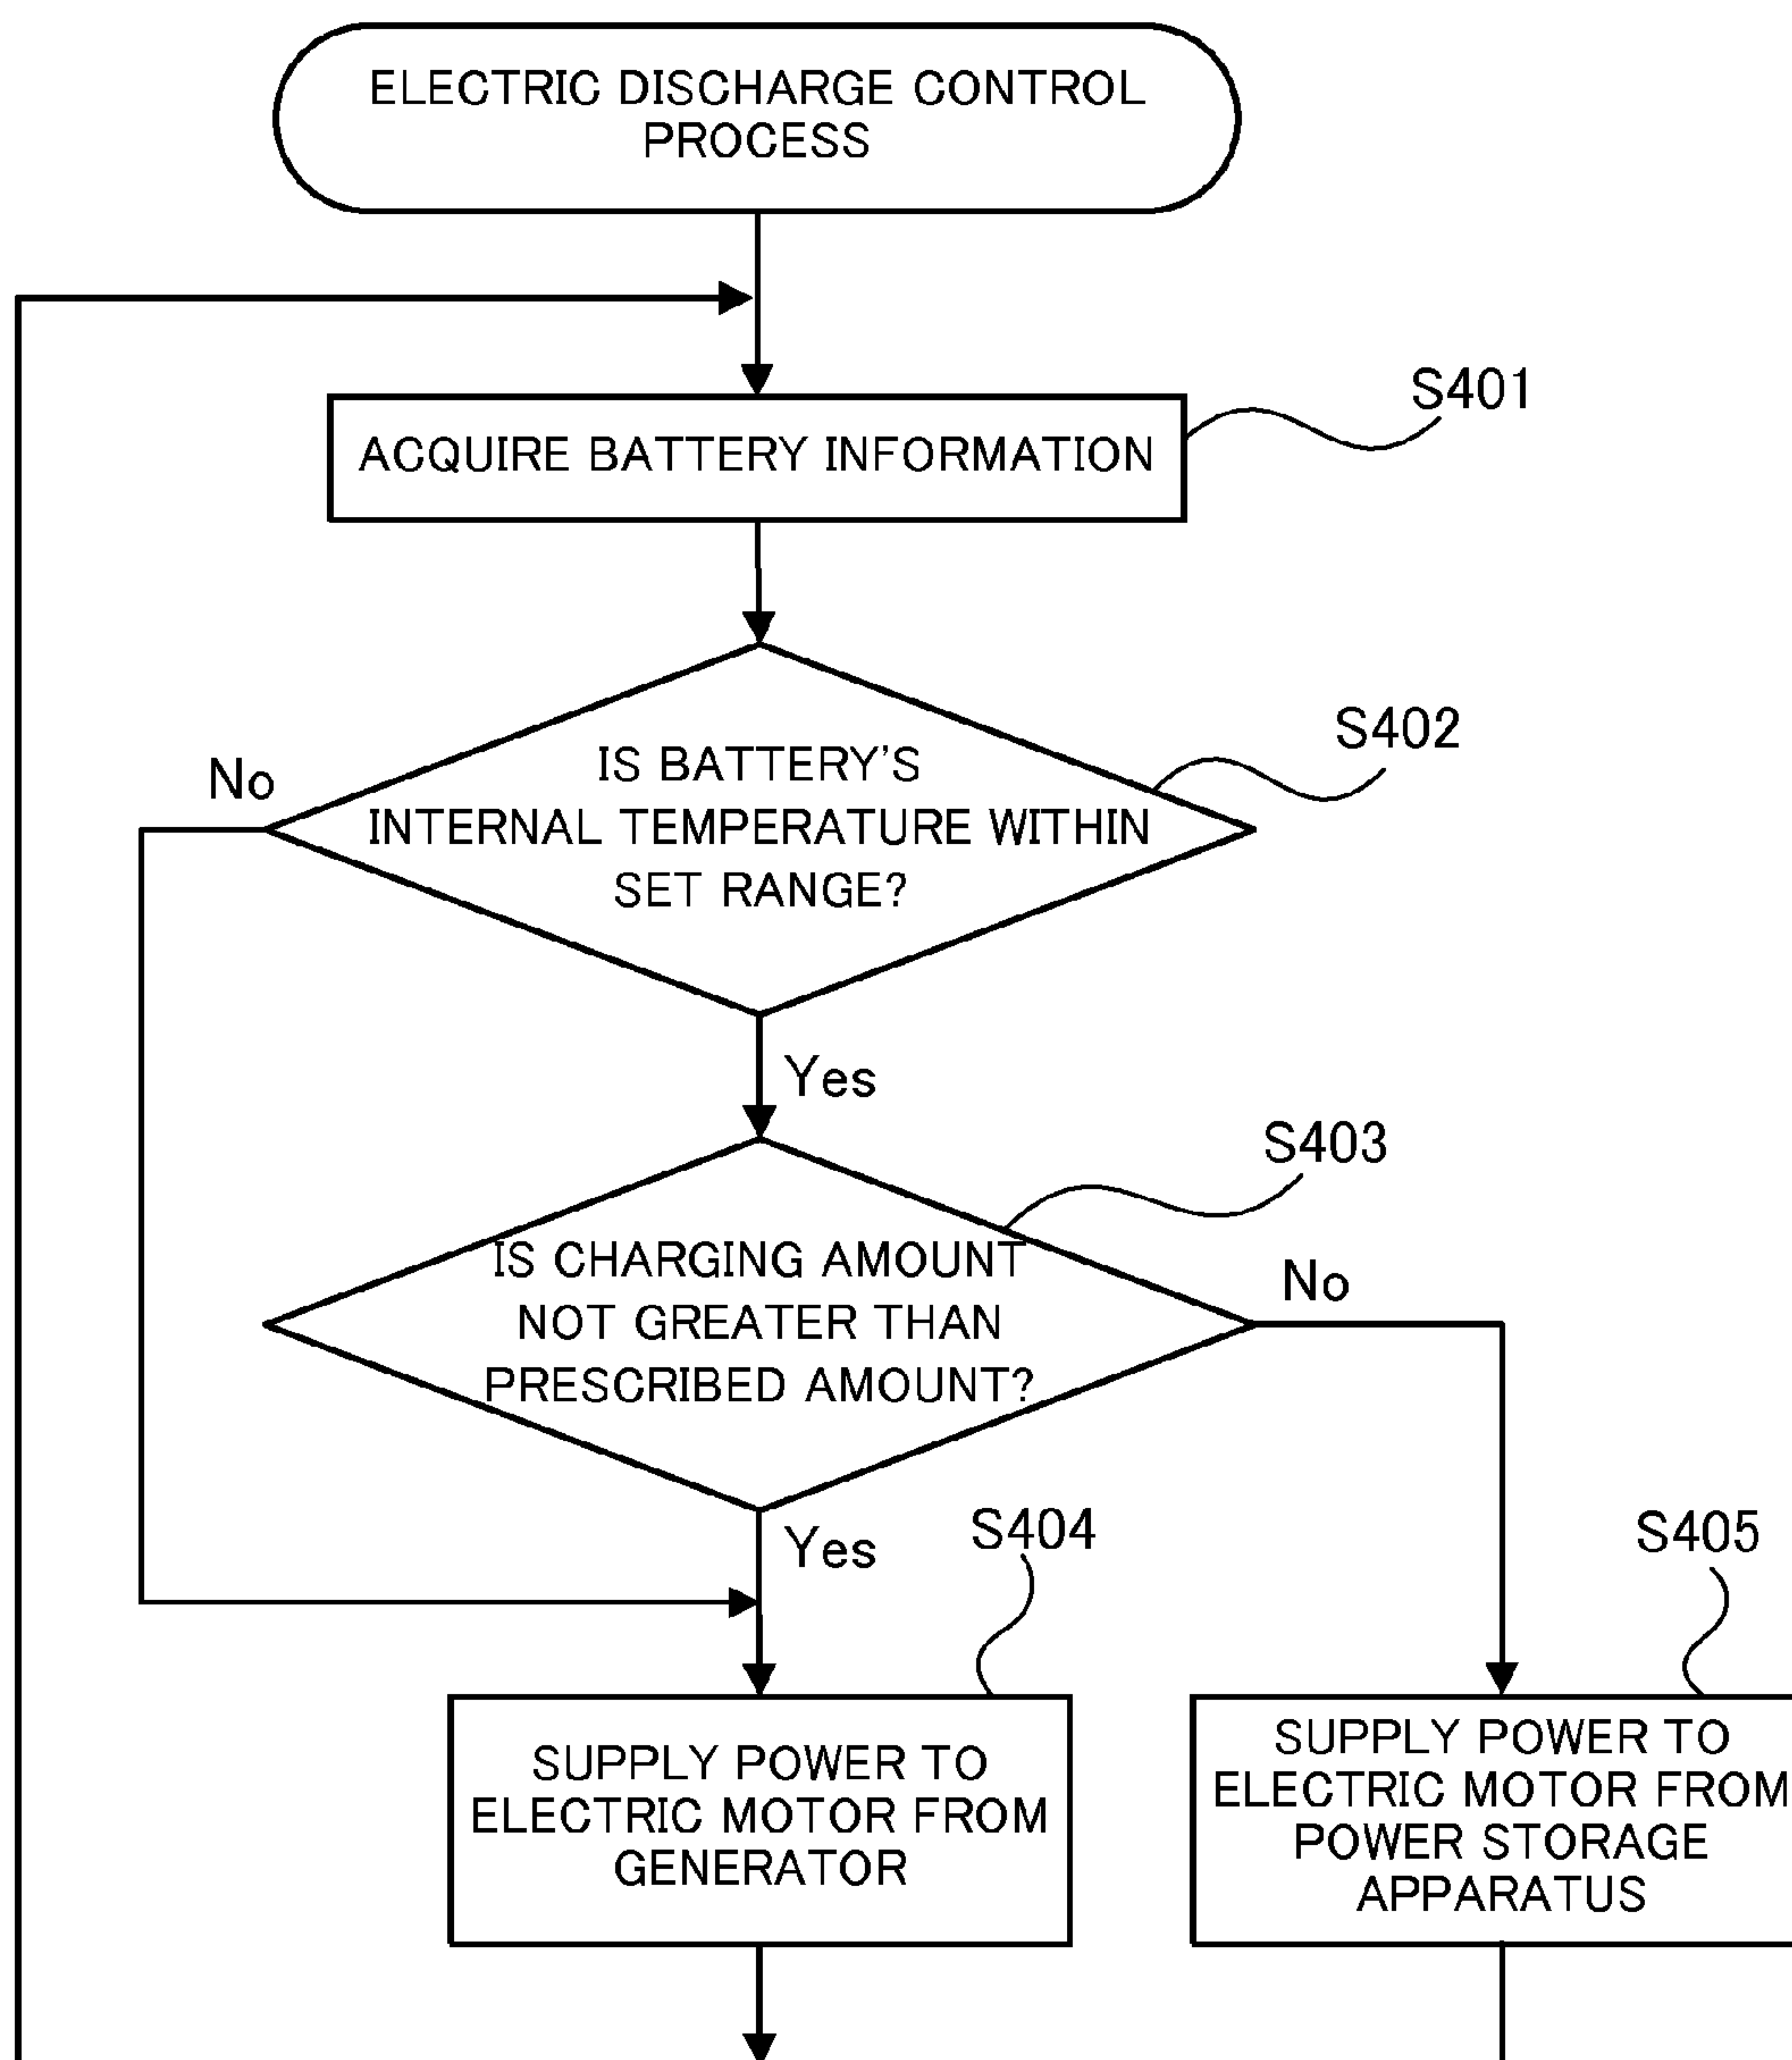 ELECTRIC DISCHARGE CONTROL
PROCESS
S401
ACQUIRE BATTERY INFORMATION
S402
No
IS BATTERY'S
INTERNAL TEMPERATURE WITHIN
SET RANGE?
Yes
S403
IS CHARGING AMOUNT
NOT GREATER THAN
PRESCRIBED AMOUNT?
No
Yes
S404
S405
SUPPLY POWER TO
ELECTRIC MOTOR FROM
GENERATOR
SUPPLY POWER TO
ELECTRIC MOTOR FROM
POWER STORAGE
APPARATUS